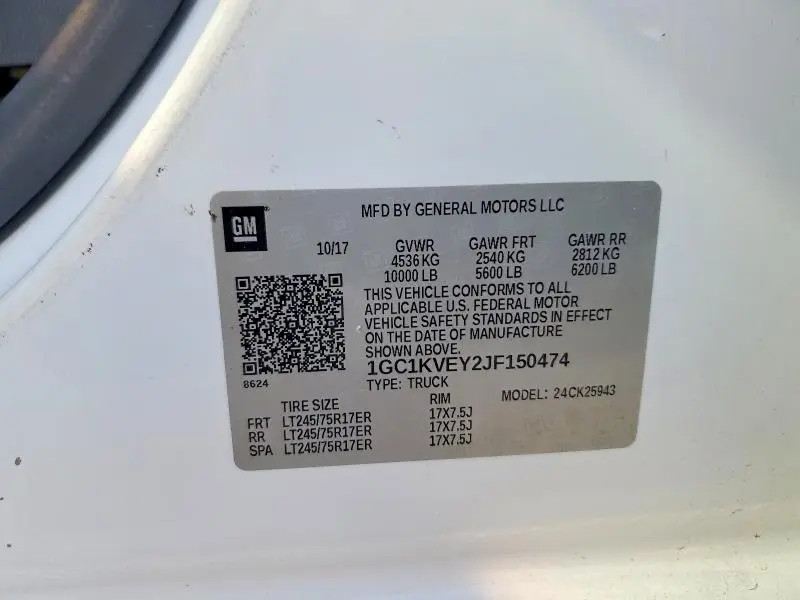 GM
MFD BY GENERAL MOTORS LLC
10/17 GVWR GAWR FRT GAWR RR
4536 KG 2540 KG 2812 KG
10000 LB 5600 LB 6200 LB
THIS VEHICLE CONFORMS TO ALL
APPLICABLE U.S. FEDERAL MOTOR
VEHICLE SAFETY STANDARDS IN EFFECT
ON THE DATE OF MANUFACTURE
SHOWN ABOVE.
8624
1GC1KVEY2JF150474
TYPE: TRUCK
MODEL: 24CK25943
TIRE SIZE RIM
FRT LT245/75R17ER 17X7.5J
RR LT245/75R17ER 17X7.5J
SPA LT245/75R17ER 17X7.5J